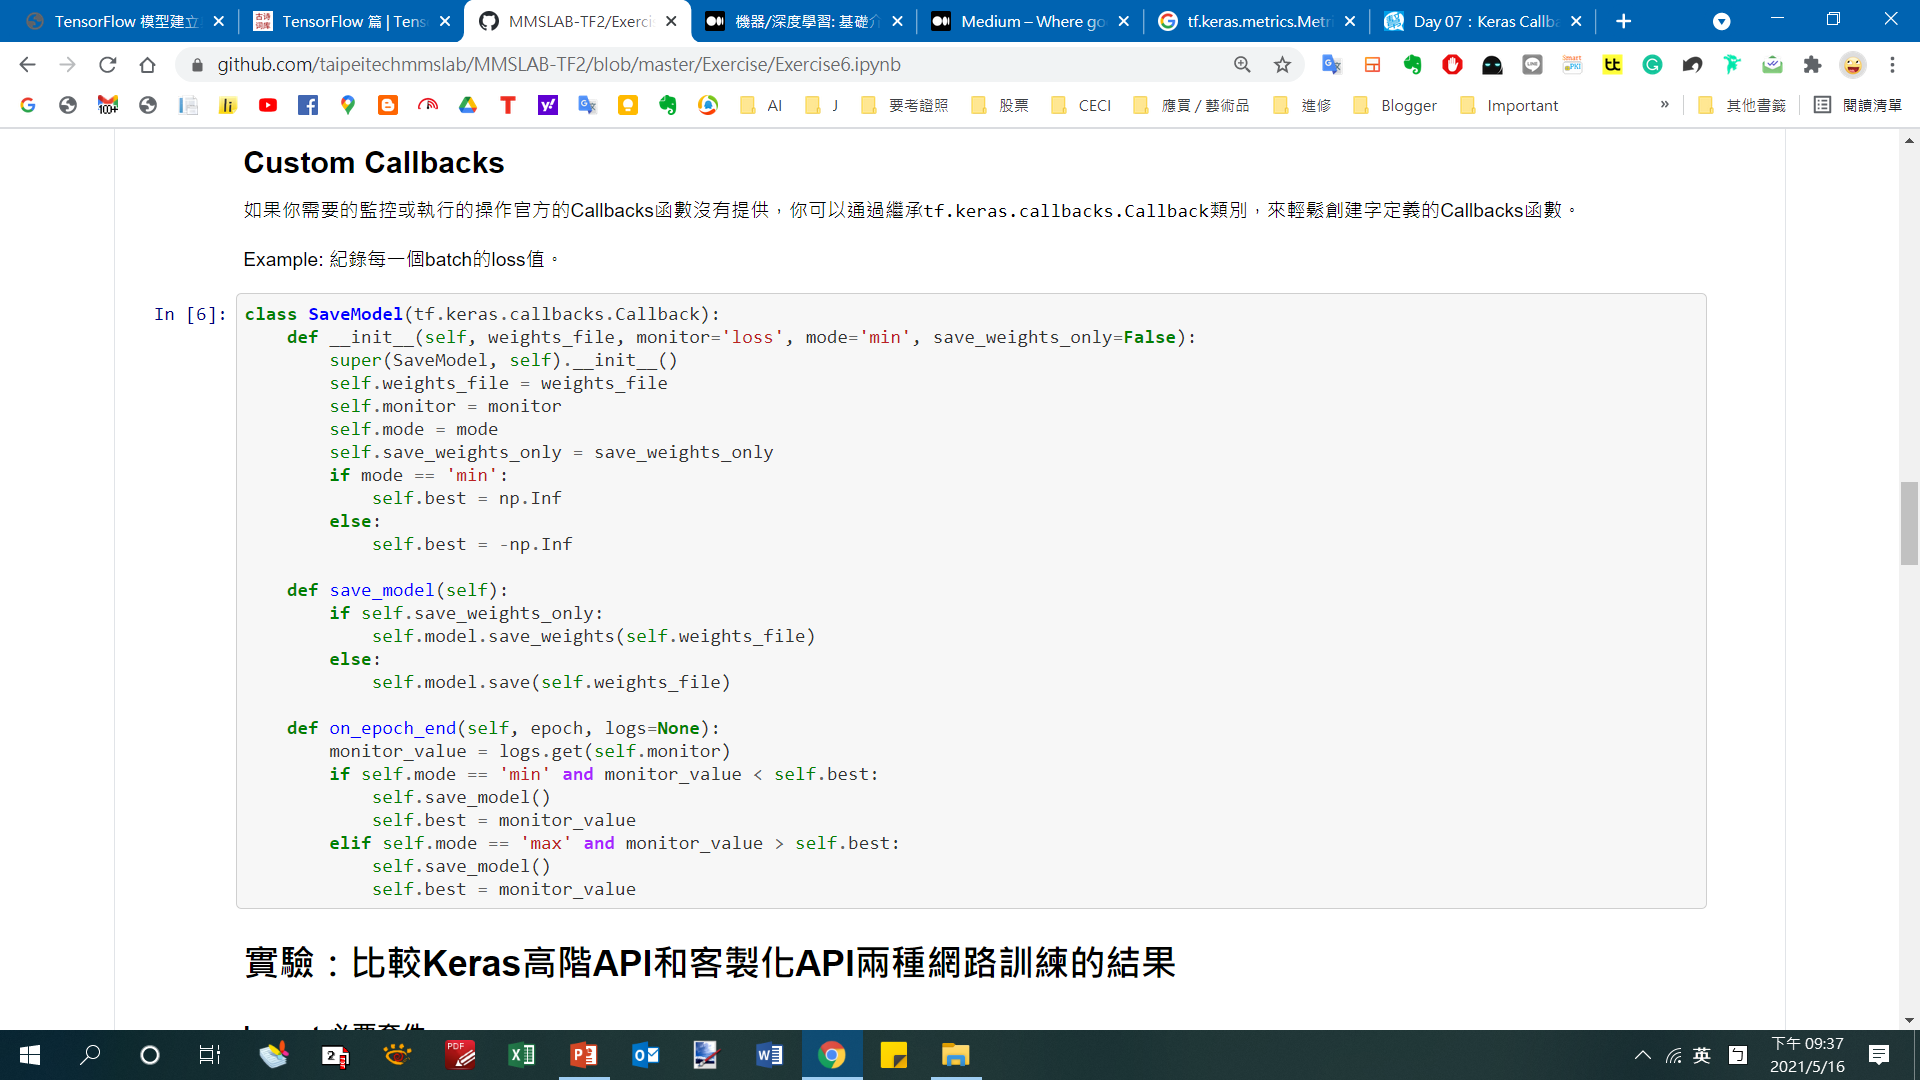 TensorFlow 模型建立
TensorFlow 篇 | Tens
MMSLAB-TF2/Exerci
機器/深度學習: 基礎介
Medium – Where go
tf.keras.metrics.Metri
Day 07：Keras Callba
github.com/taipeitechmmslab/MMSLAB-TF2/blob/master/Exercise/Exercise6.ipynb
AI
J
要考證照
股票
CECI
應買 / 藝術品
進修
Blogger
Important
»
其他書籤
閱讀清單
Custom Callbacks
如果你需要的監控或執行的操作官方的Callbacks函數沒有提供，你可以通過繼承tf.keras.callbacks.Callback類別，來輕鬆創建字定義的Callbacks函數。
Example: 紀錄每一個batch的loss值。
In [6]:
class SaveModel(tf.keras.callbacks.Callback):
    def __init__(self, weights_file, monitor='loss', mode='min', save_weights_only=False):
        super(SaveModel, self).__init__()
        self.weights_file = weights_file
        self.monitor = monitor
        self.mode = mode
        self.save_weights_only = save_weights_only
        if mode == 'min':
            self.best = np.Inf
        else:
            self.best = -np.Inf
    def save_model(self):
        if self.save_weights_only:
            self.model.save_weights(self.weights_file)
        else:
            self.model.save(self.weights_file)
    def on_epoch_end(self, epoch, logs=None):
        monitor_value = logs.get(self.monitor)
        if self.mode == 'min' and monitor_value < self.best:
            self.save_model()
            self.best = monitor_value
        elif self.mode == 'max' and monitor_value > self.best:
            self.save_model()
            self.best = monitor_value
實驗：比較Keras高階API和客製化API兩種網路訓練的結果
英
下午 09:37
2021/5/16